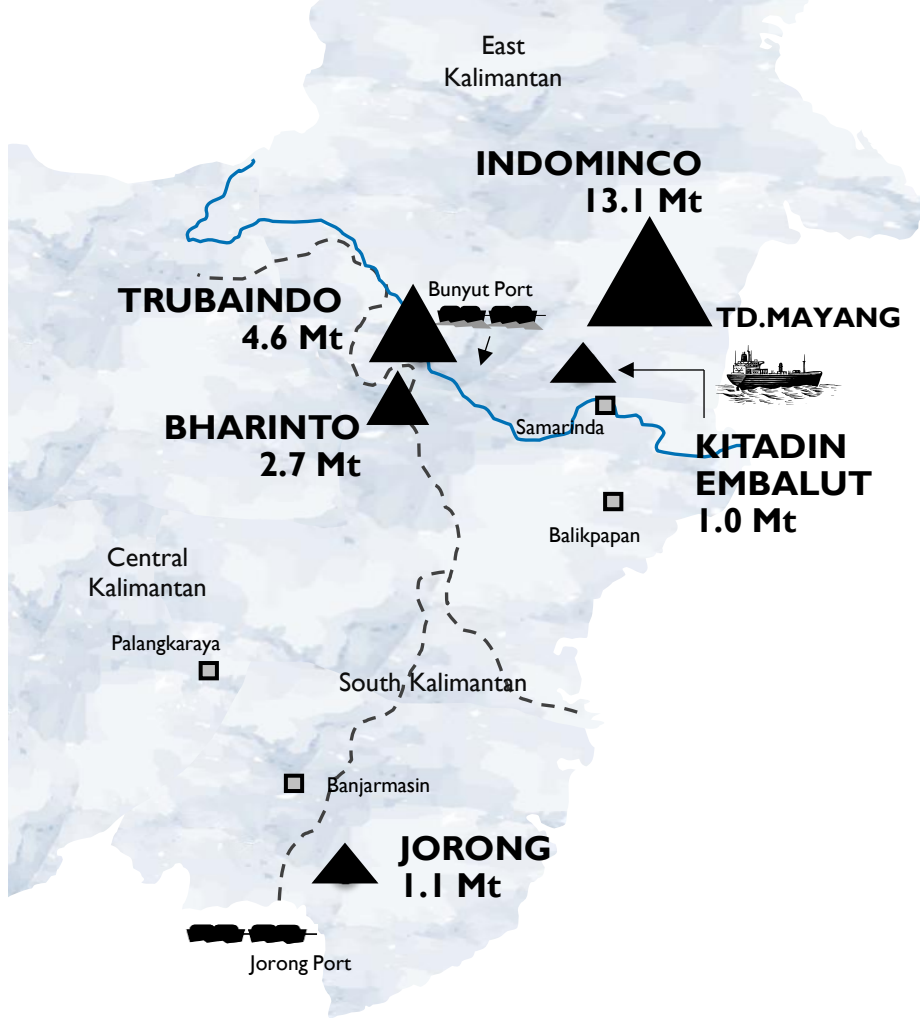 East
Kalimantan
INDOMINCO
13.1 Mt
TRUBAINDO
4.6 Mt
Bunyut Port
TD.MAYANG
BHARINTO
2.7 Mt
Samarinda
KITADIN
EMBALUT
1.0 Mt
Balikpapan
Central
Kalimantan
Palangkaraya
South Kalimantan
Banjarmasin
JORONG
1.1 Mt
Jorong Port